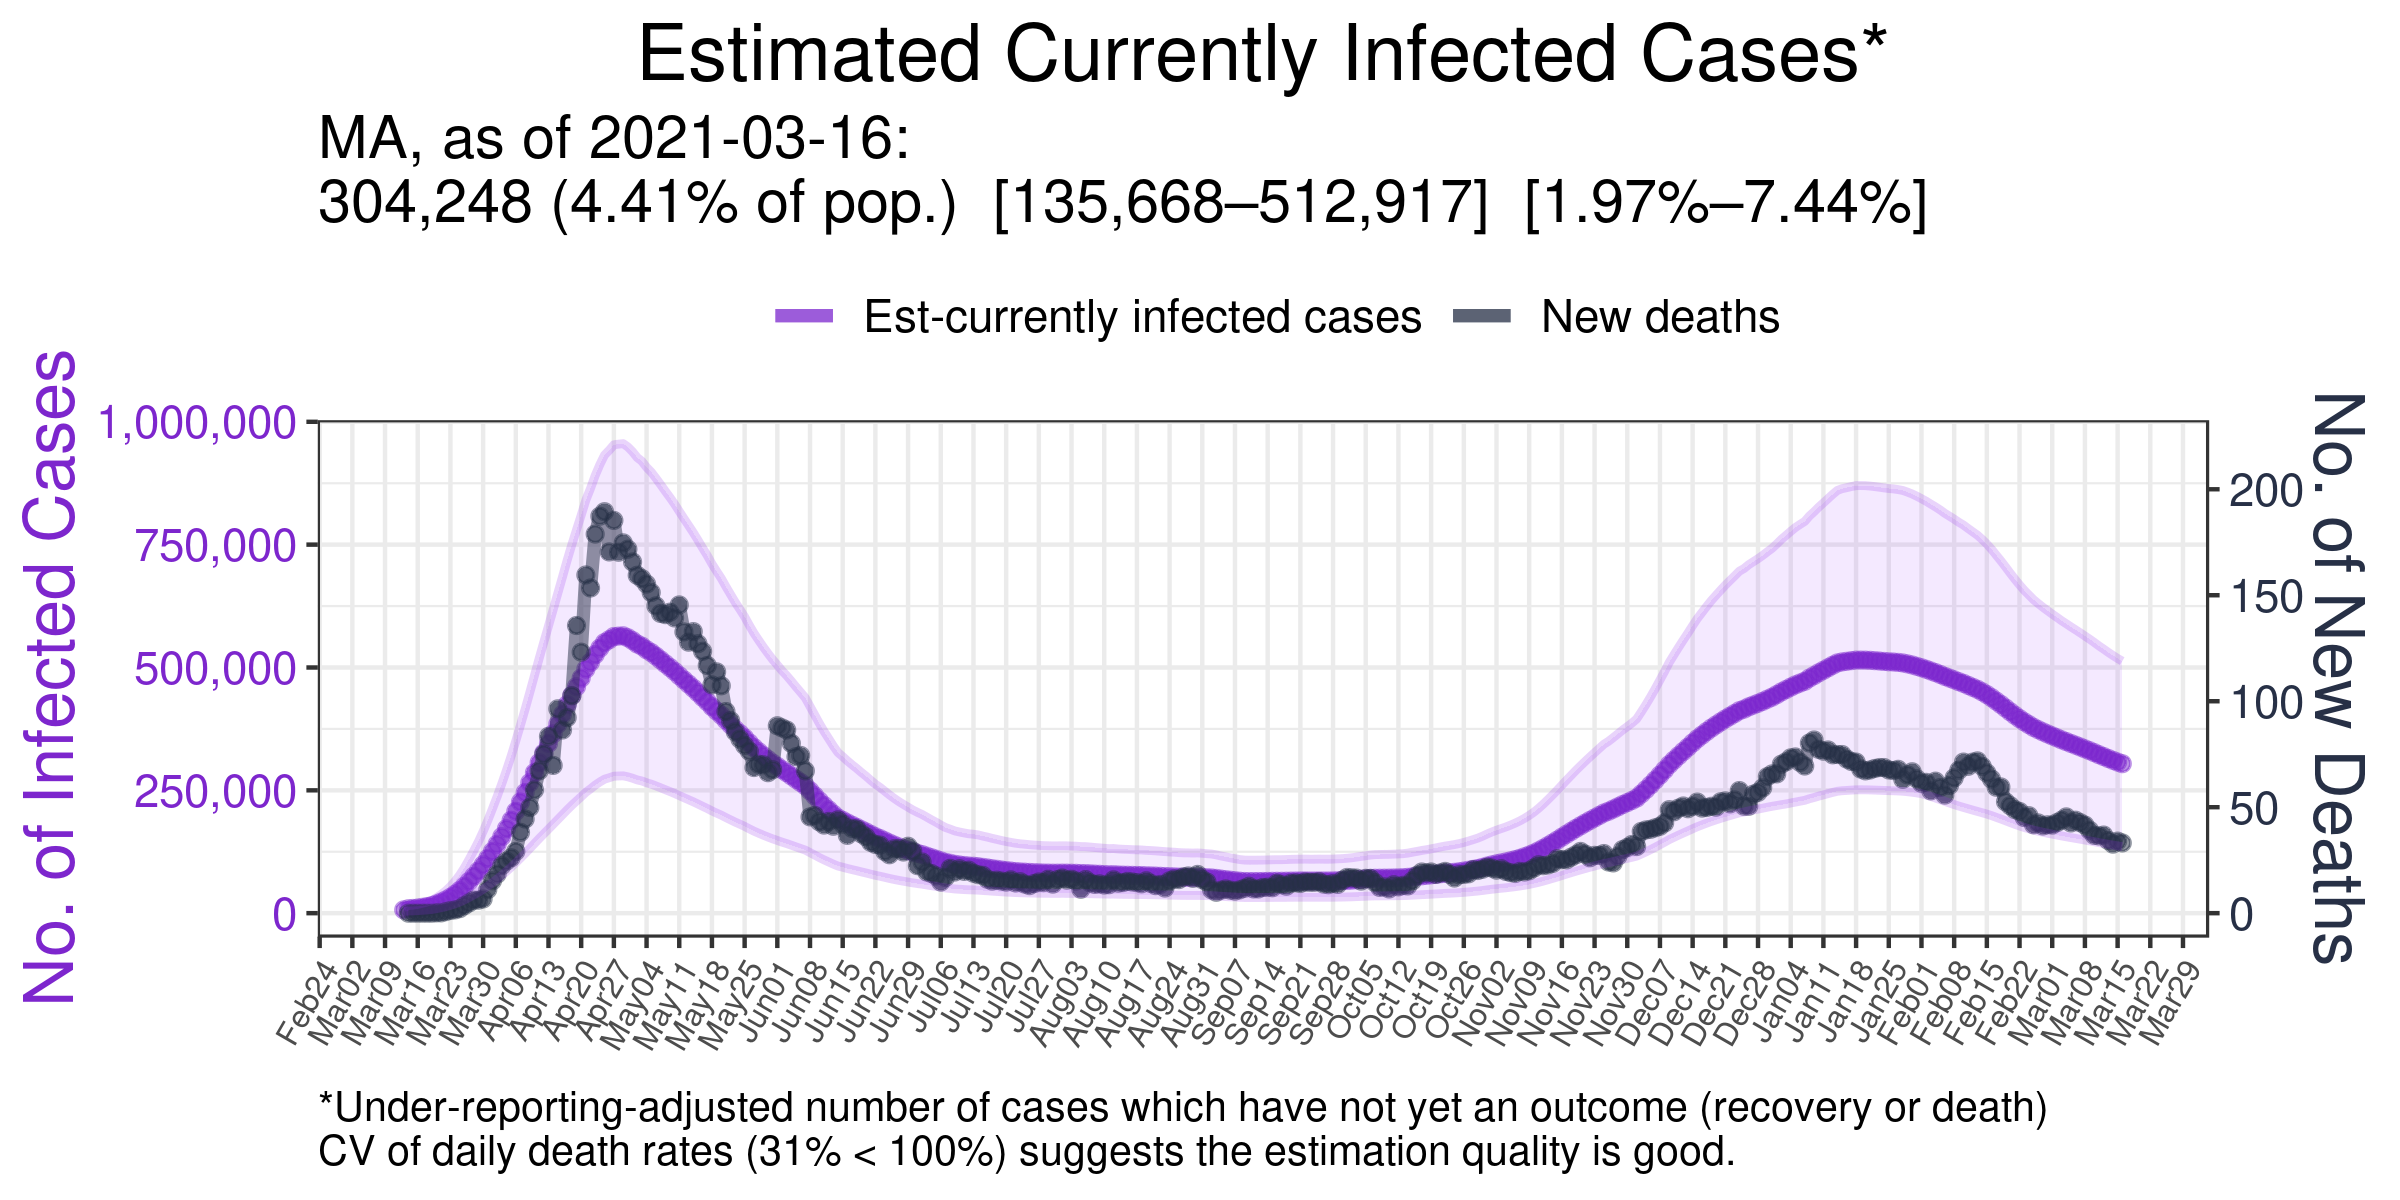 Estimated Currently Infected Cases*
MA, as of 2021-03-16:
304,248 (4.41% of pop.)  [135,668–512,917]  [1.97%–7.44%]
Est-currently infected cases
New deaths
No. of Infected Cases
1,000,000
750,000
500,000
250,000
0
No. of New Deaths
200
150
100
50
0
Feb24
Mar02
Mar09
Mar16
Mar23
Mar30
Apr06
Apr13
Apr20
Apr27
May04
May11
May18
May25
Jun01
Jun08
Jun15
Jun22
Jun29
Jul06
Jul13
Jul20
Jul27
Aug03
Aug10
Aug17
Aug24
Aug31
Sep07
Sep14
Sep21
Sep28
Oct05
Oct12
Oct19
Oct26
Nov02
Nov09
Nov16
Nov23
Nov30
Dec07
Dec14
Dec21
Dec28
Jan04
Jan11
Jan18
Jan25
Feb01
Feb08
Feb15
Feb22
Mar01
Mar08
Mar15
Mar22
Mar29
*Under-reporting-adjusted number of cases which have not yet an outcome (recovery or death)
CV of daily death rates (31% < 100%) suggests the estimation quality is good.